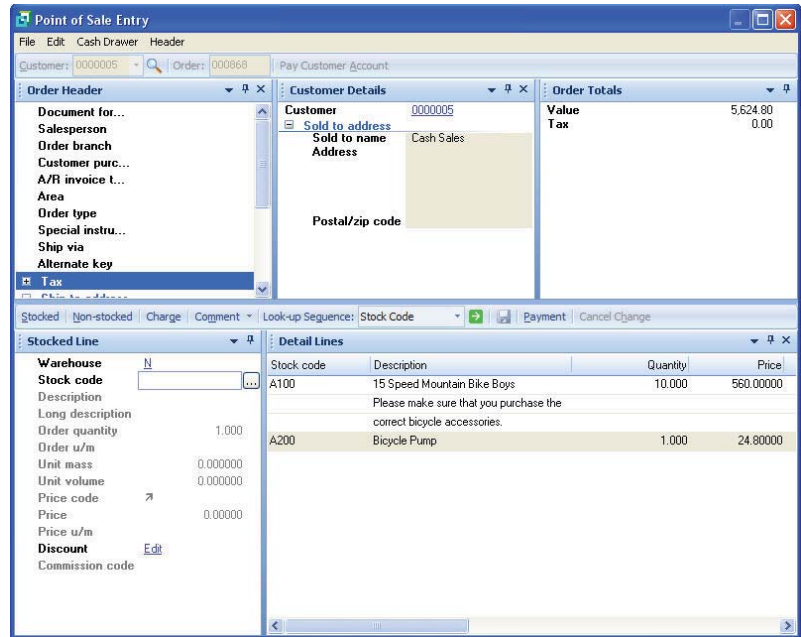 Point of Sale Entry
File Edit Cash Drawer Header
Customer: 0000005 Order: 000868 Pay Customer Account
Order Header
Document for...
Salesperson
Order branch
Customer purc...
A/R invoice t...
Area
Order type
Special instru...
Ship via
Alternate key
Tax
Ship to address
Customer Details
Customer 0000005
Sold to address
Sold to name Cash Sales
Address
Postal/zip code
Order Totals
Value 5,624.80
Tax 0.00
Stocked Non-stocked Charge Comment Look-up Sequence: Stock Code Payment Cancel Change
Stocked Line
Warehouse N
Stock code ...
Description
Long description
Order quantity 1.000
Order u/m
Unit mass 0.000000
Unit volume 0.000000
Price code
Price 0.00000
Price u/m
Discount Edit
Commission code
Detail Lines
Stock code Description Quantity Price
A100 15 Speed Mountain Bike Boys 10.000 560.00000
Please make sure that you purchase the
correct bicycle accessories.
A200 Bicycle Pump 1.000 24.80000